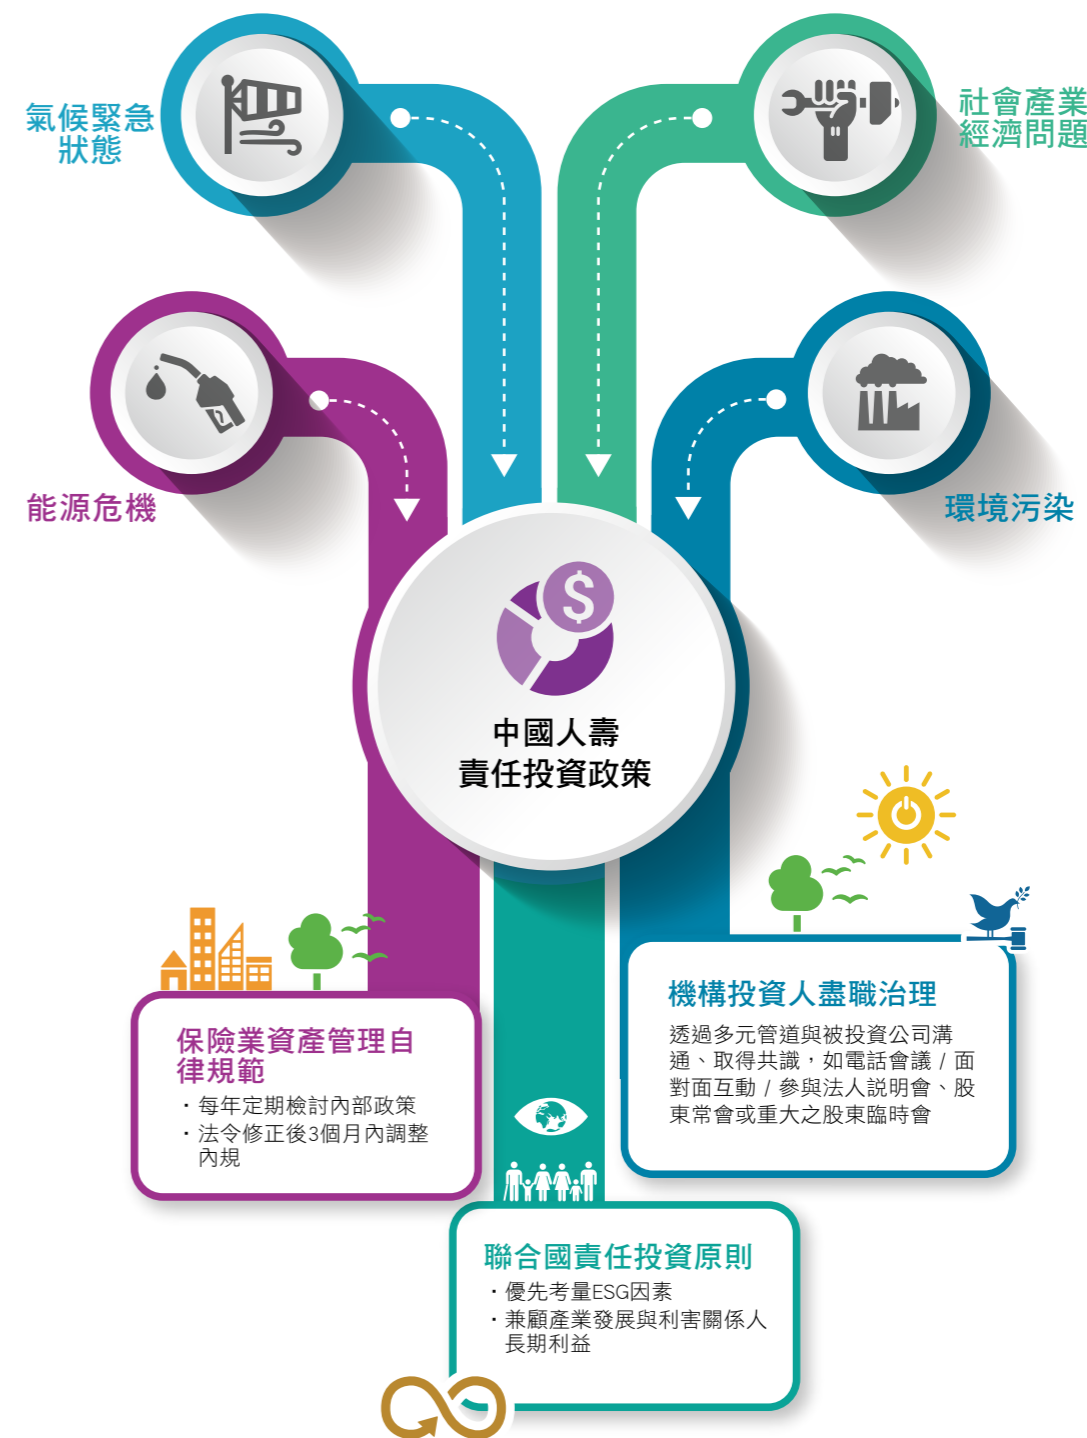 氣候緊急
狀態
社會產業
經濟問題
能源危機
環境污染
$
中國人壽
責任投資政策
保險業資產管理自
律規範
・每年定期檢討內部政策
・法令修正後3個月內調整
內規
機構投資人盡職治理
透過多元管道與被投資公司溝
通、取得共識，如電話會議 / 面
對面互動 / 參與法人説明會、股
東常會或重大之股東臨時會
聯合國責任投資原則
・優先考量ESG因素
・兼顧產業發展與利害關係人
長期利益